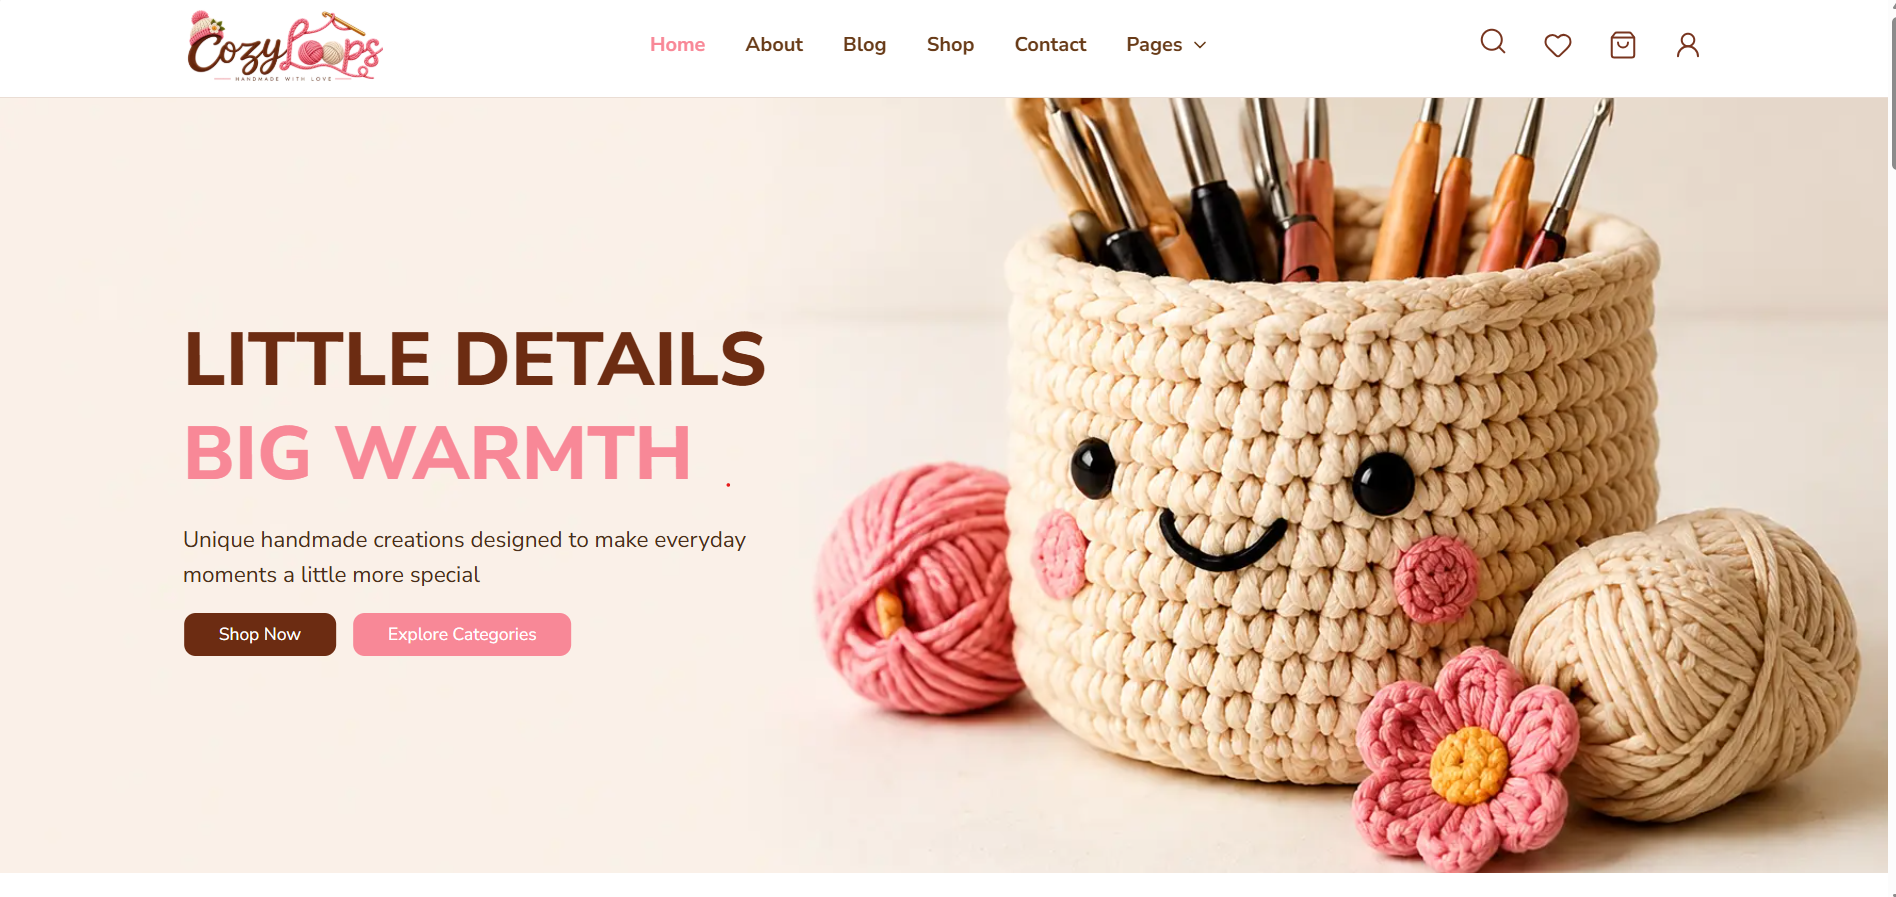 CozyLoops
HANDMADE WITH LOVE
Home About Blog Shop Contact Pages
LITTLE DETAILS
BIG WARMTH
Unique handmade creations designed to make everyday
moments a little more special
Shop Now Explore Categories